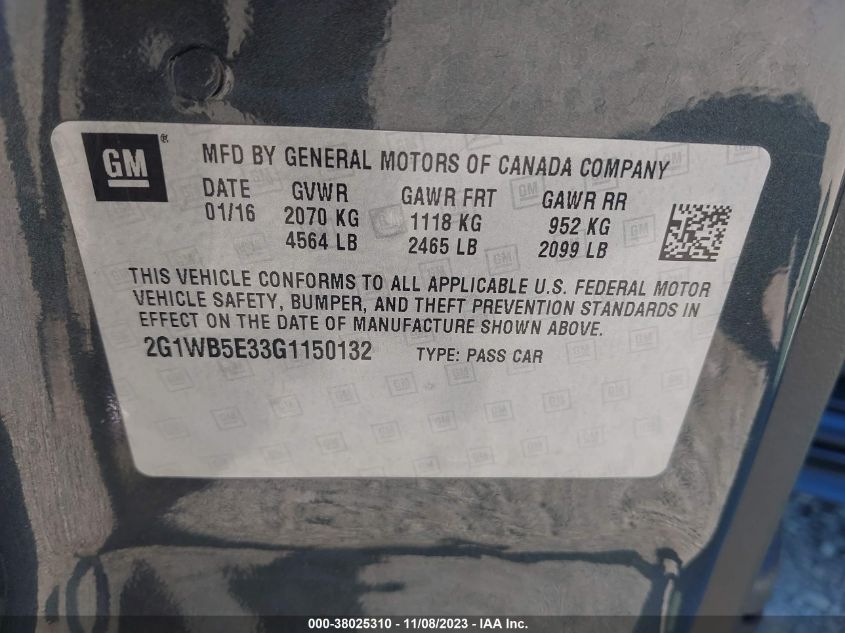 GM ®
MFD BY GENERAL MOTORS OF CANADA COMPANY
DATE GVWR GAWR FRT GAWR RR
01/16 2070 KG 1118 KG 952 KG
4564 LB 2465 LB 2099 LB
THIS VEHICLE CONFORMS TO ALL APPLICABLE U.S. FEDERAL MOTOR
VEHICLE SAFETY, BUMPER, AND THEFT PREVENTION STANDARDS IN
EFFECT ON THE DATE OF MANUFACTURE SHOWN ABOVE.
2G1WB5E33G1150132 TYPE: PASS CAR
000-38025310 - 11/08/2023 - IAA Inc.